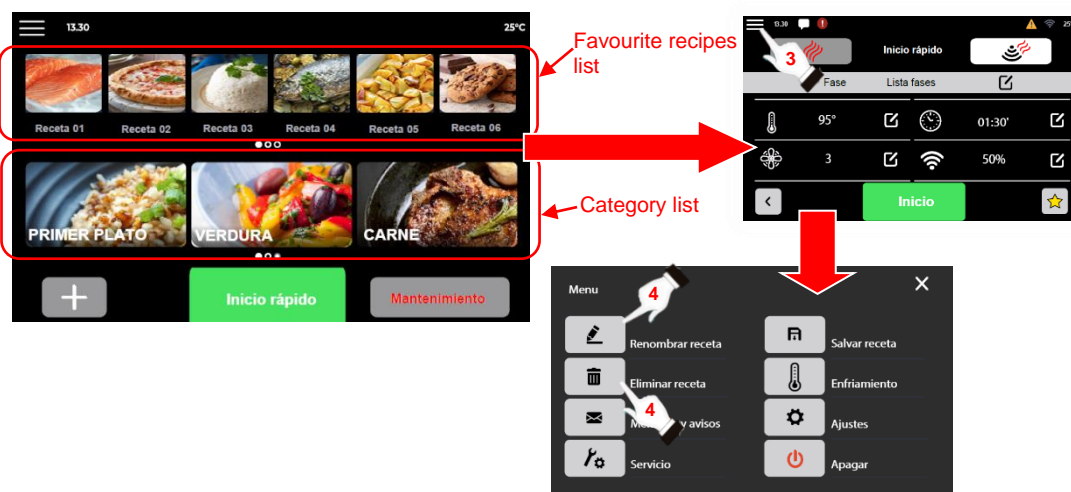 13.30
25°C
Receta 01
Receta 02
Receta 03
Receta 04
Receta 05
Receta 06
PRIMER PLATO
VERDURA
CARNE
Inicio rápido
Mantenimiento
Favourite recipes
list
Category list
13.30
25
3
Inicio rápido
Fase
Lista fases
95°
01:30'
3
50%
Inicio
Menu
4
Renombrar receta
Salvar receta
Eliminar receta
Enfriamiento
4
y avisos
Ajustes
Servicio
Apagar